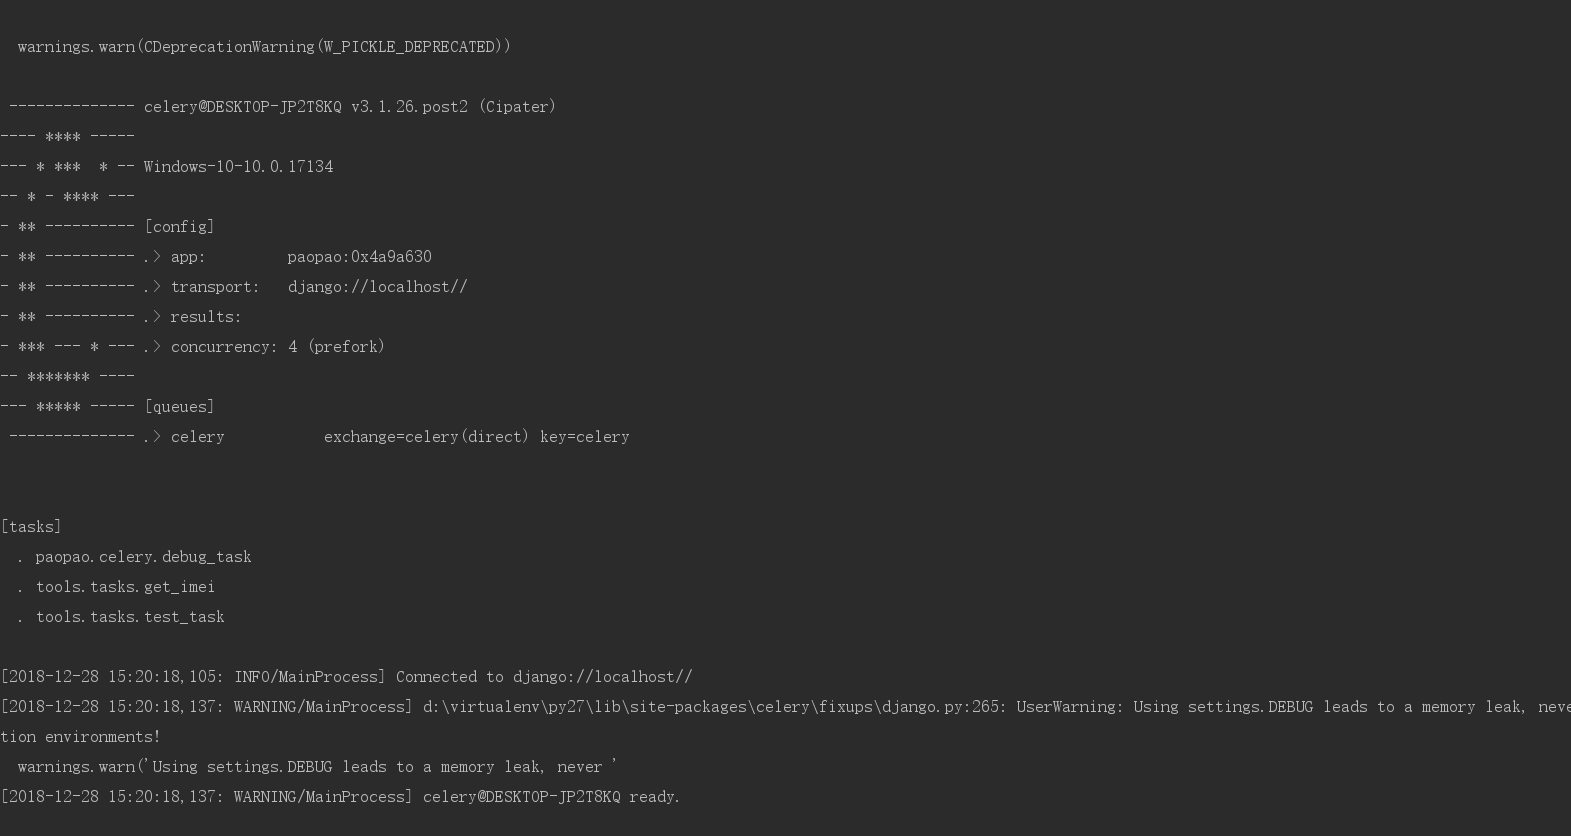 warnings.warn(CDeprecationWarning(W_PICKLE_DEPRECATED))
 -------------- celery@DESKTOP-JP2T8KQ v3.1.26.post2 (Cipater)
---- **** -----
--- * ***  * -- Windows-10-10.0.17134
-- * - **** ---
- ** ---------- [config]
- ** ---------- .> app:         paopao:0x4a9a630
- ** ---------- .> transport:   django://localhost//
- ** ---------- .> results:
- *** --- * --- .> concurrency: 4 (prefork)
-- ******* ----
--- ***** ----- [queues]
 -------------- .> celery           exchange=celery(direct) key=celery
[tasks]
  . paopao.celery.debug_task
  . tools.tasks.get_imei
  . tools.tasks.test_task
[2018-12-28 15:20:18,105: INFO/MainProcess] Connected to django://localhost//
[2018-12-28 15:20:18,137: WARNING/MainProcess] d:\virtualenv\py27\lib\site-packages\celery\fixups\django.py:265: UserWarning: Using settings.DEBUG leads to a memory leak, neve
tion environments!
  warnings.warn('Using settings.DEBUG leads to a memory leak, never '
[2018-12-28 15:20:18,137: WARNING/MainProcess] celery@DESKTOP-JP2T8KQ ready.